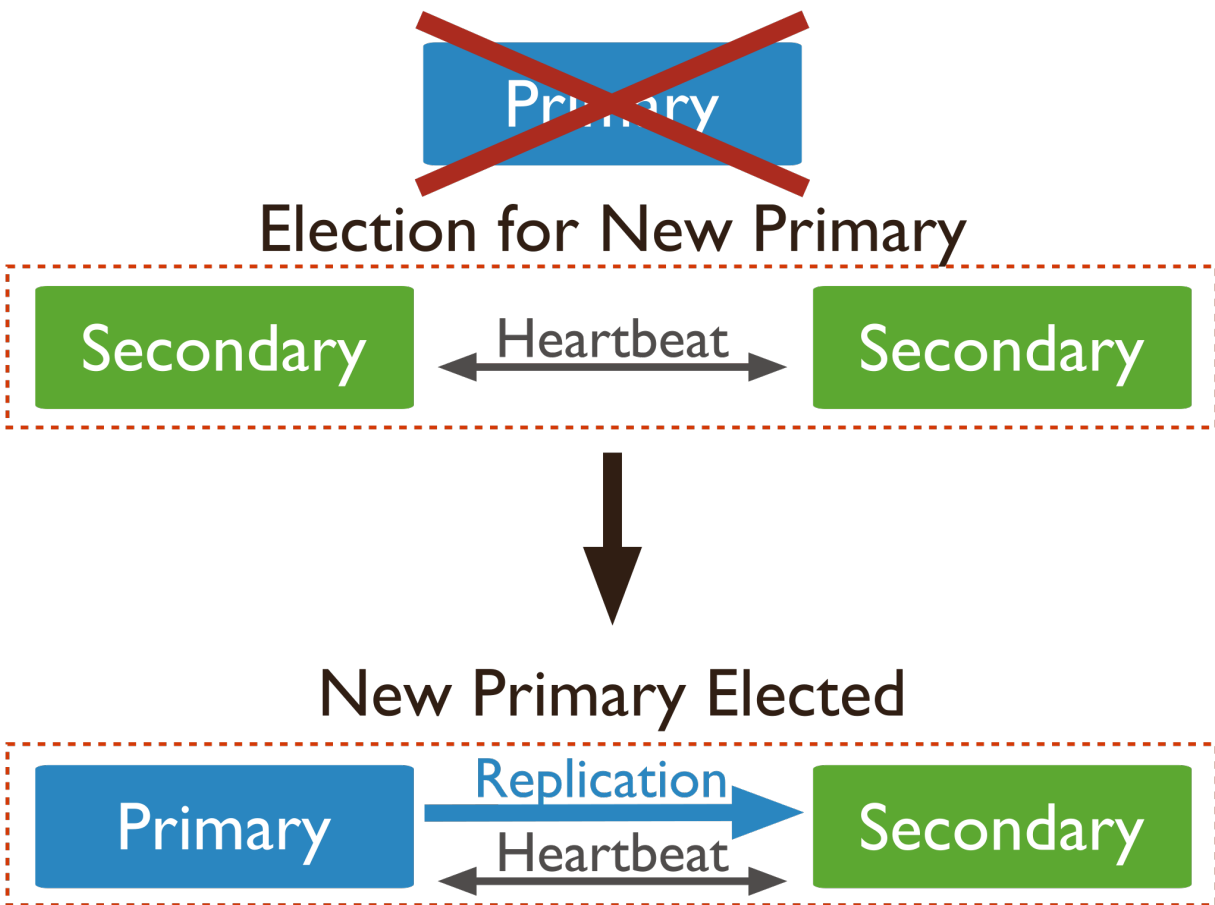 Primary
Election for New Primary
Secondary
Heartbeat
Secondary
New Primary Elected
Primary
Replication
Heartbeat
Secondary